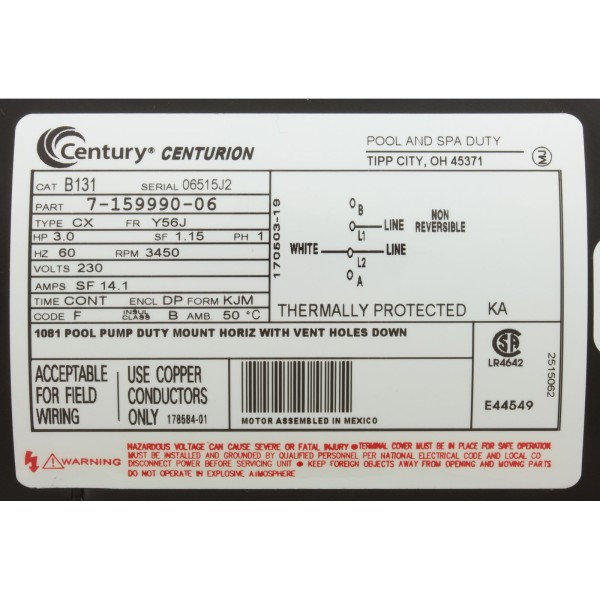 Century® CENTURION
POOL AND SPA DUTY
TIPP CITY, OH 45371
MJ
CAT B131 SERIAL 06515J2
PART 7-159990-06
TYPE CX FR Y56J
HP 3.0 SF 1.15 PH 1
HZ 60 RPM 3450
VOLTS 230
AMPS SF 14.1
TIME CONT ENCL DP FORM KJM
CODE F INSUL CLASS B AMB. 50 °C
170503-19
B
L1 LINE
NON
REVERSIBLE
WHITE LINE
L2
A
THERMALLY PROTECTED KA
1081 POOL PUMP DUTY MOUNT HORIZ WITH VENT HOLES DOWN
ACCEPTABLE
FOR FIELD
WIRING
USE COPPER
CONDUCTORS
ONLY 178584-01
MOTOR ASSEMBLED IN MEXICO
SA
LR4642
2515062
E44549
WARNING
HAZARDOUS VOLTAGE CAN CAUSE SEVERE OR FATAL INJURY ● TERMINAL COVER MUST BE IN PLACE FOR SAFE OPERATION
MUST BE INSTALLED AND GROUNDED BY QUALIFIED PERSONNEL PER NATIONAL ELECTRICAL CODE AND LOCAL CO
DISCONNECT POWER BEFORE SERVICING UNIT ● KEEP FOREIGN OBJECTS AWAY FROM OPENING AND MOVING PARTS
DO NOT OPERATE IN EXPLOSIVE ATMOSPHERE